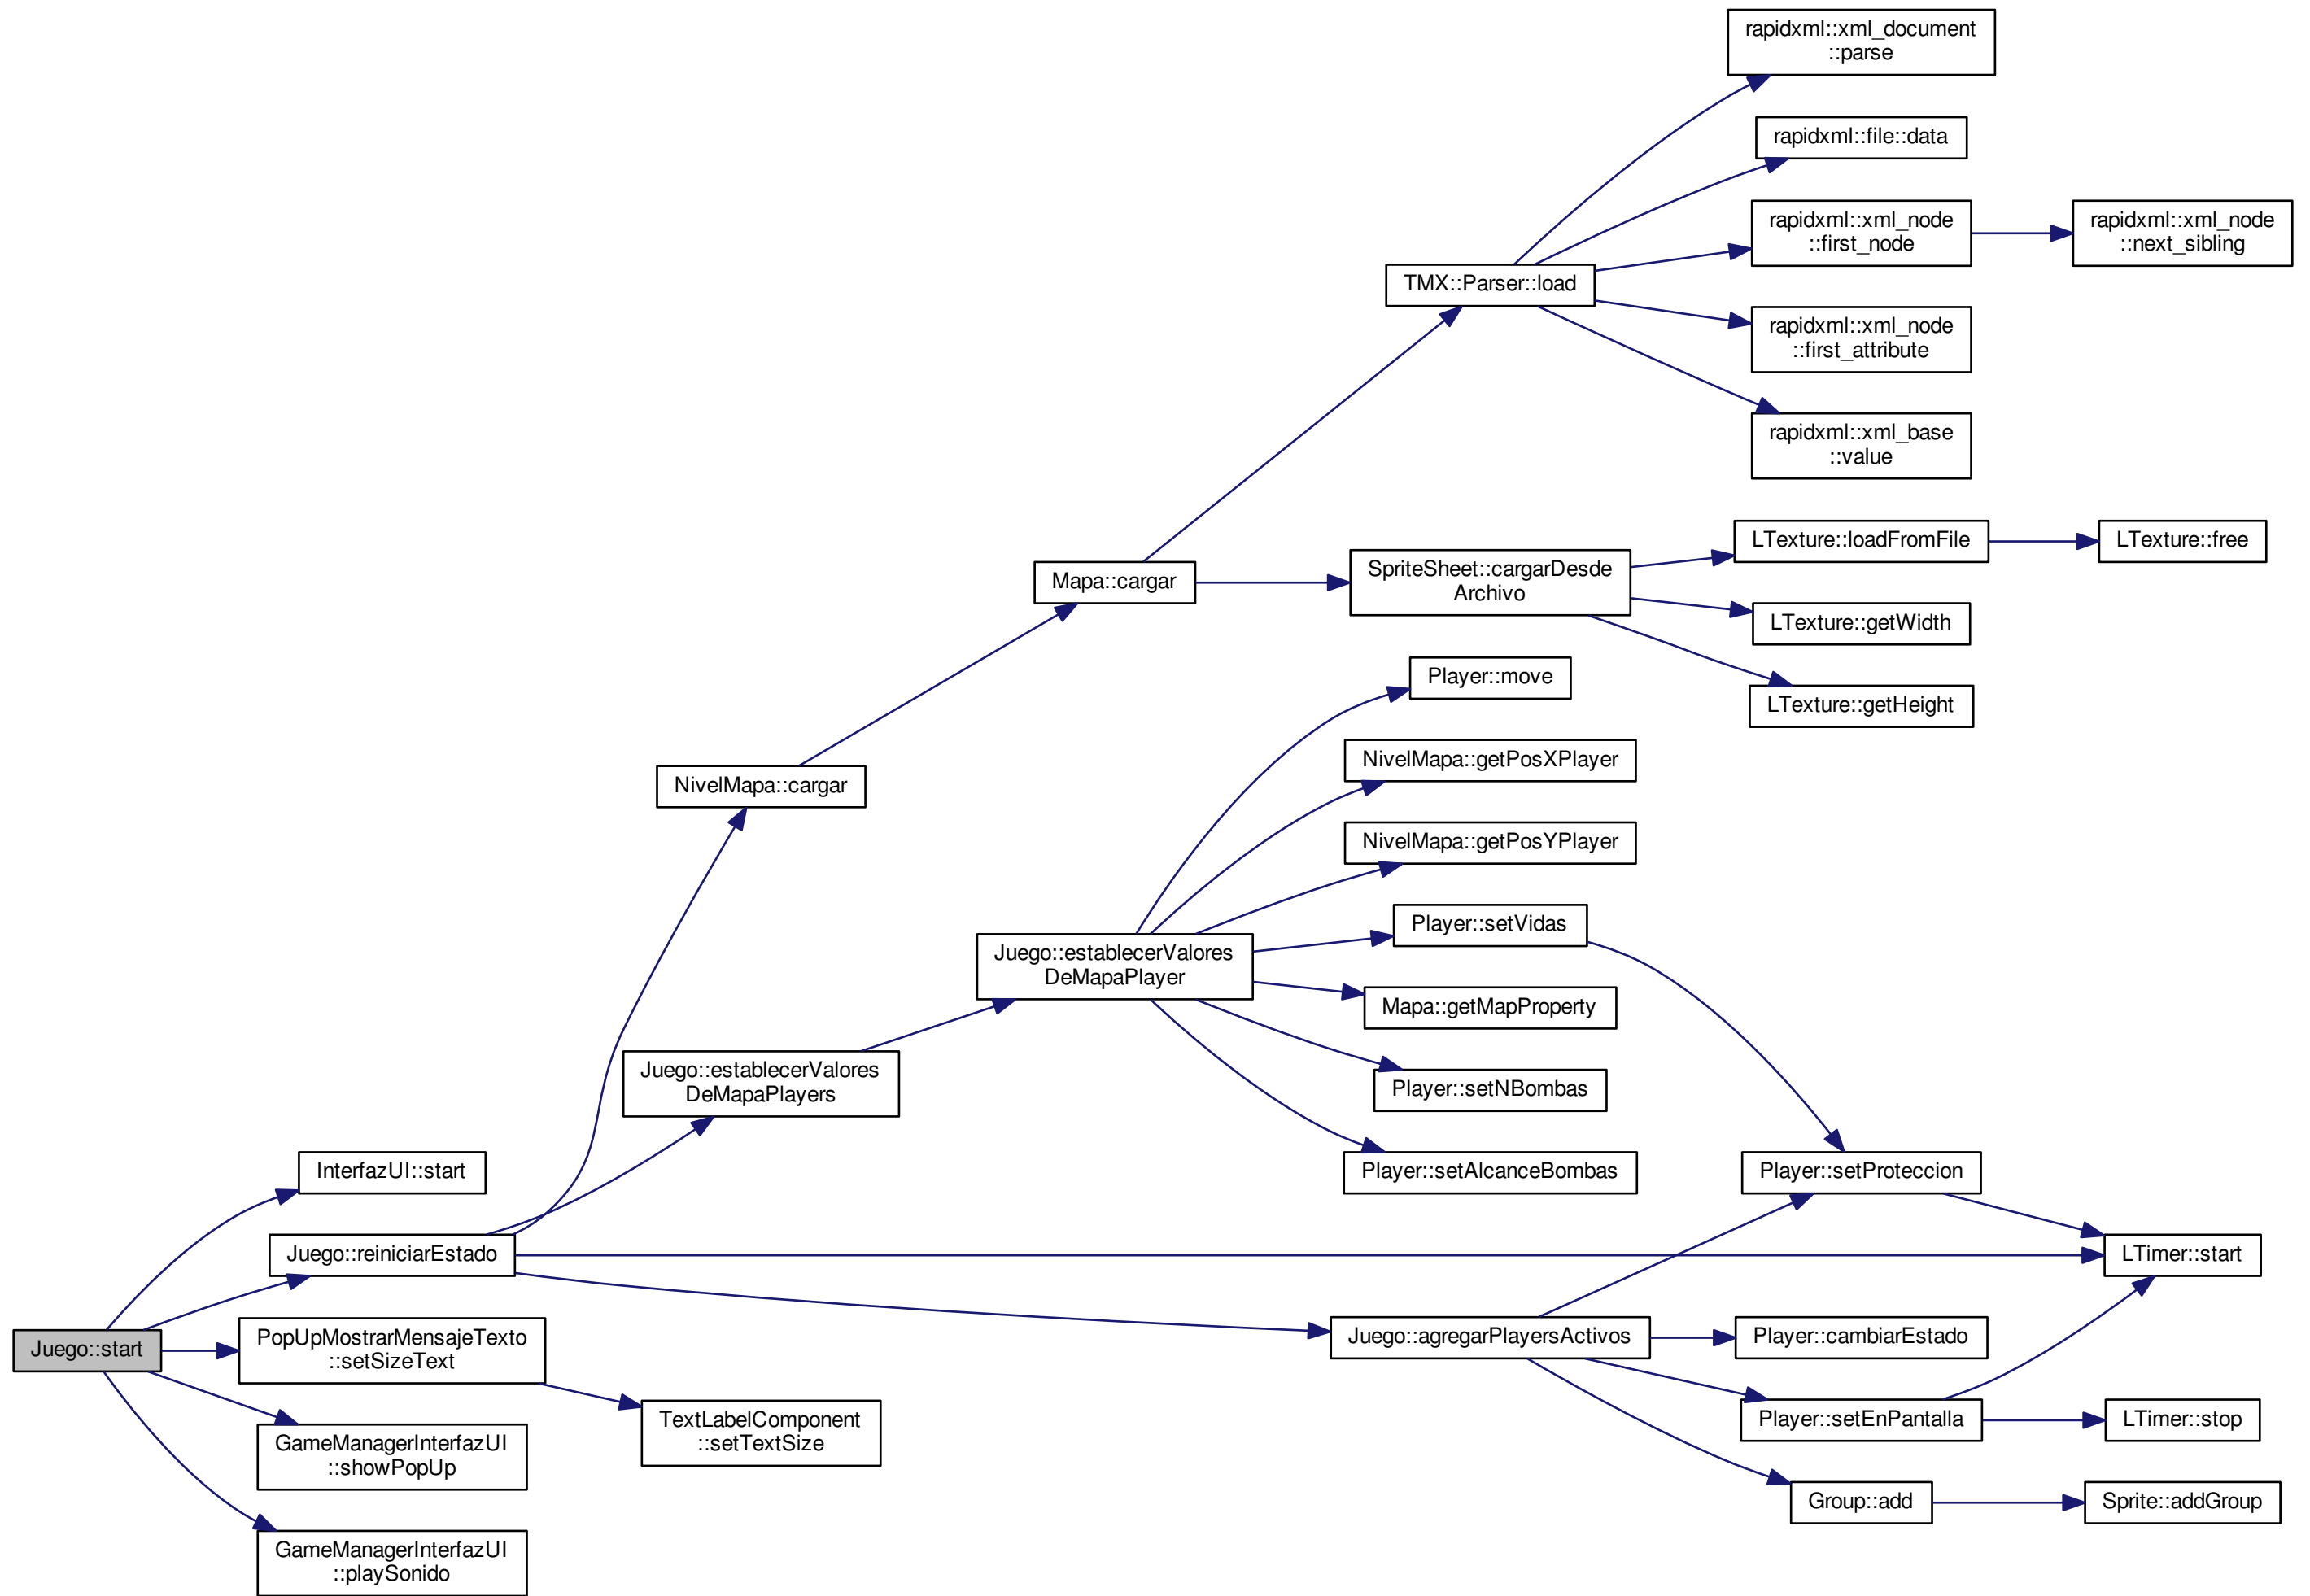 rapidxml::xml_document
::parse
rapidxml::file::data
rapidxml::xml_node
::first_node
rapidxml::xml_node
::next_sibling
TMX::Parser::load
rapidxml::xml_node
::first_attribute
rapidxml::xml_base
::value
LTexture::loadFromFile
LTexture::free
Mapa::cargar
SpriteSheet::cargarDesde
Archivo
LTexture::getWidth
LTexture::getHeight
Player::move
NivelMapa::getPosXPlayer
NivelMapa::cargar
NivelMapa::getPosYPlayer
Player::setVidas
Juego::establecerValores
DeMapaPlayer
Mapa::getMapProperty
Juego::establecerValores
DeMapaPlayers
Player::setNBombas
InterfazUI::start
Player::setAlcanceBombas
Player::setProteccion
Juego::reiniciarEstado
LTimer::start
Juego::start
PopUpMostrarMensajeTexto
::setSizeText
Juego::agregarPlayersActivos
Player::cambiarEstado
TextLabelComponent
::setTextSize
Player::setEnPantalla
LTimer::stop
GameManagerInterfazUI
::showPopUp
Group::add
Sprite::addGroup
GameManagerInterfazUI
::playSonido